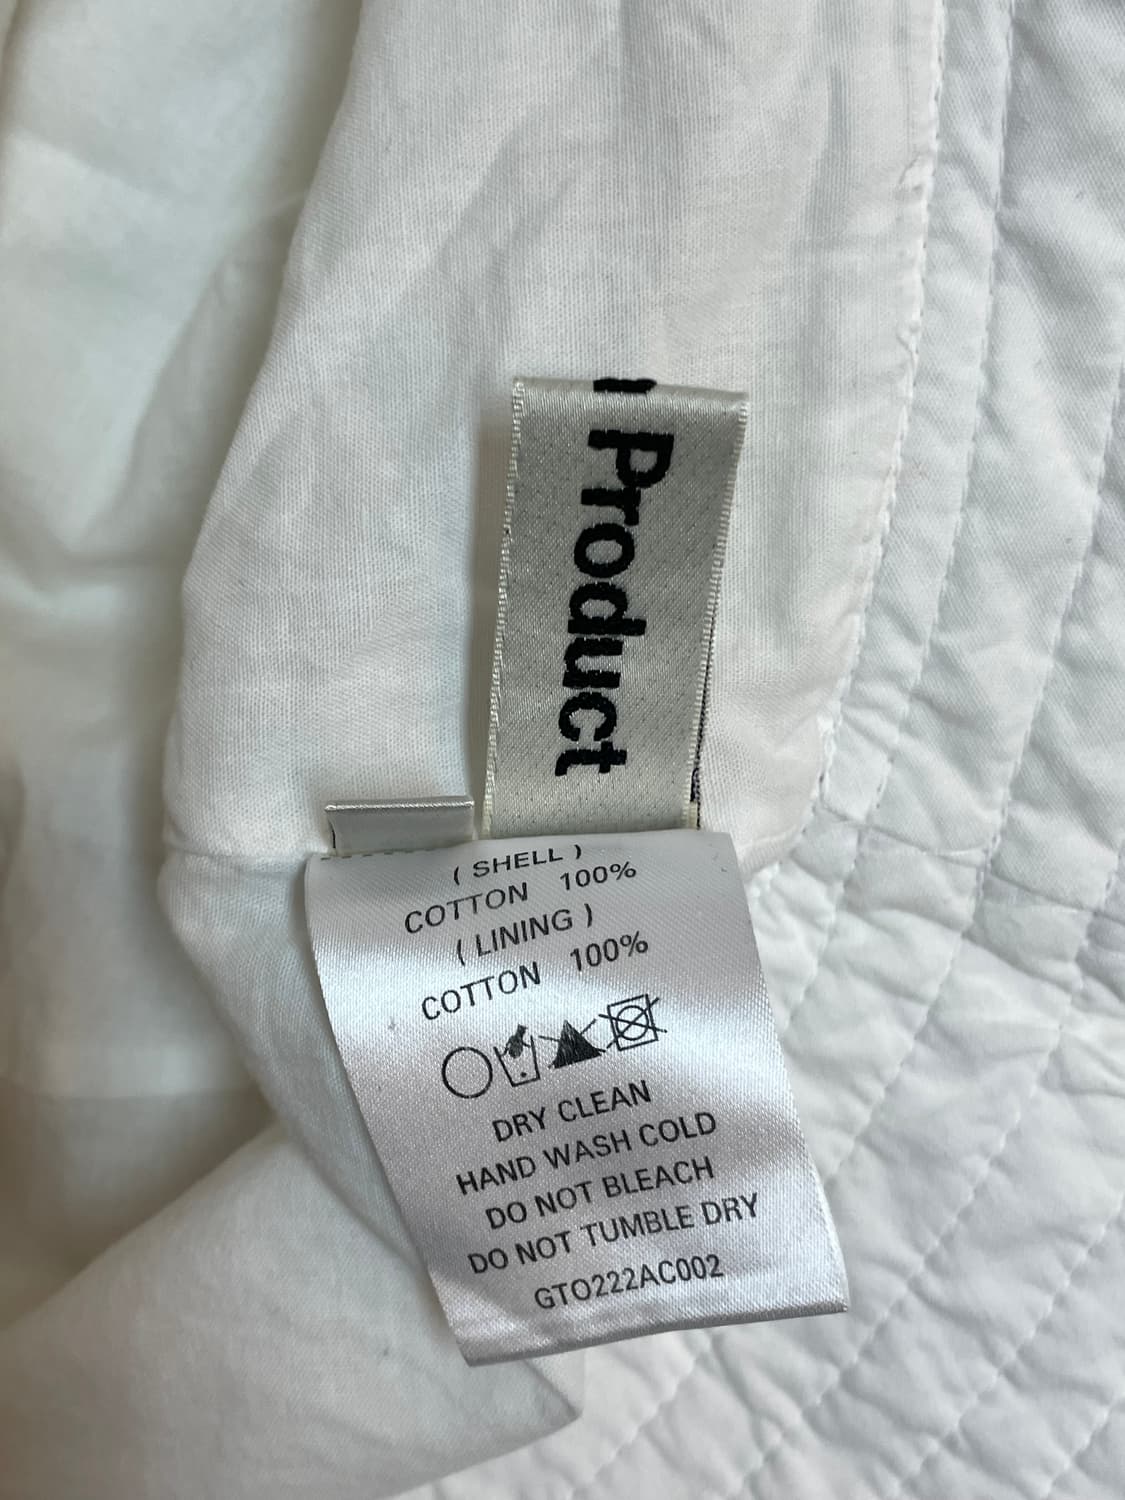 Product
( SHELL )
COTTON 100%
( LINING )
COTTON 100%
DRY CLEAN
HAND WASH COLD
DO NOT BLEACH
DO NOT TUMBLE DRY
GTO222AC002